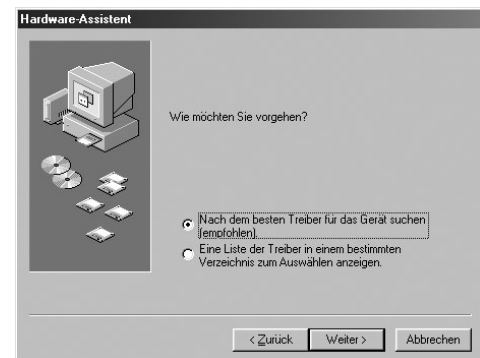 Hardware-Assistent
Wie möchten Sie vorgehen?
Nach dem besten Treiber für das Gerät suchen
(empfohlen).
Eine Liste der Treiber in einem bestimmten
Verzeichnis zum Auswählen anzeigen.
< Zurück
Weiter >
Abbrechen